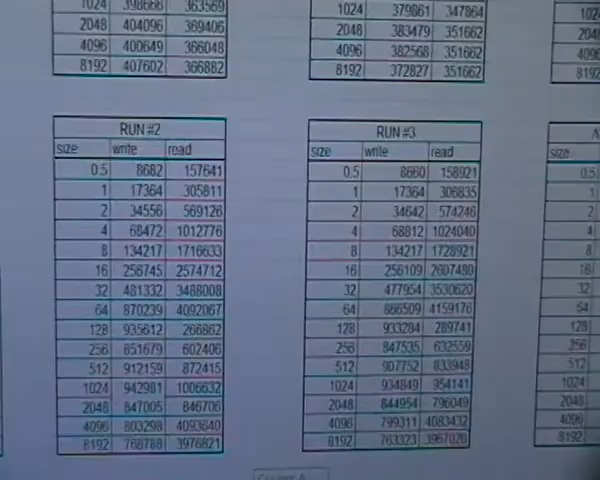 1024 398668 363569
2048 404096 369406
4096 400649 366048
8192 407602 366882
1024 379861 347864
2048 383479 351662
4096 382568 351662
8192 372827 351662
RUN #2
size write read
0.5 8682 157641
1 17364 305811
2 34556 569126
4 68472 1012776
8 134217 1716633
16 256745 2574712
32 481332 3488008
64 870239 4092067
128 935612 266862
256 851679 602406
512 912159 872415
1024 942981 1006632
2048 847005 846706
4096 803298 4093640
8192 768788 3976821
RUN #3
size write read
0.5 8660 158921
1 17364 306835
2 34642 574246
4 68812 1024040
8 134217 1728921
16 256109 2607480
32 477954 3530620
64 866509 4159176
128 933284 289741
256 847535 632559
512 907752 833948
1024 934849 954141
2048 844954 796049
4096 799311 4083432
8192 763323 3967020
size
0.5
1
2
4
8
16
32
64
128
256
512
1024
2048
4096
8192